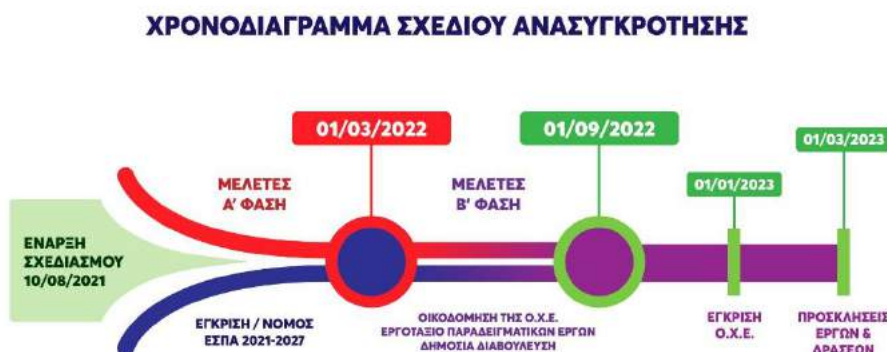 ΧΡΟΝΟΔΙΑΓΡΑΜΜΑ ΣΧΕΔΙΟΥ ΑΝΑΣΥΓΚΡΟΤΗΣΗΣ
01/03/2022
01/09/2022
01/03/2023
ΜΕΛΕΤΕΣ
Α' ΦΑΣΗ
ΜΕΛΕΤΕΣ
Β' ΦΑΣΗ
01/01/2023
ΕΝΑΡΞΗ
ΣΧΕΔΙΑΣΜΟΥ
10/08/2021
ΕΓΚΡΙΣΗ / ΝΟΜΟΣ
ΕΣΠΑ 2021-2027
ΟΙΚΟΔΟΜΗΣΗ ΤΗΣ Ο.Χ.Ε.
ΕΡΓΟΤΑΞΙΟ ΠΑΡΑΔΕΙΓΜΑΤΙΚΩΝ ΕΡΓΩΝ
ΔΗΜΟΣΙΑ ΔΙΑΒΟΥΛΕΥΣΗ
ΕΓΚΡΙΣΗ
Ο.Χ.Ε.
ΠΡΟΣΚΛΗΣΕΙΣ
ΕΡΓΩΝ &
ΔΡΑΣΕΩΝ